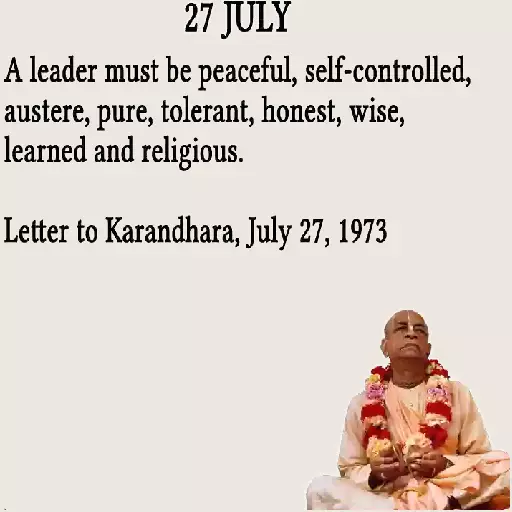 27 JULY
A leader must be peaceful, self-controlled,
austere, pure, tolerant, honest, wise,
learned and religious.
Letter to Karandhara, July 27, 1973